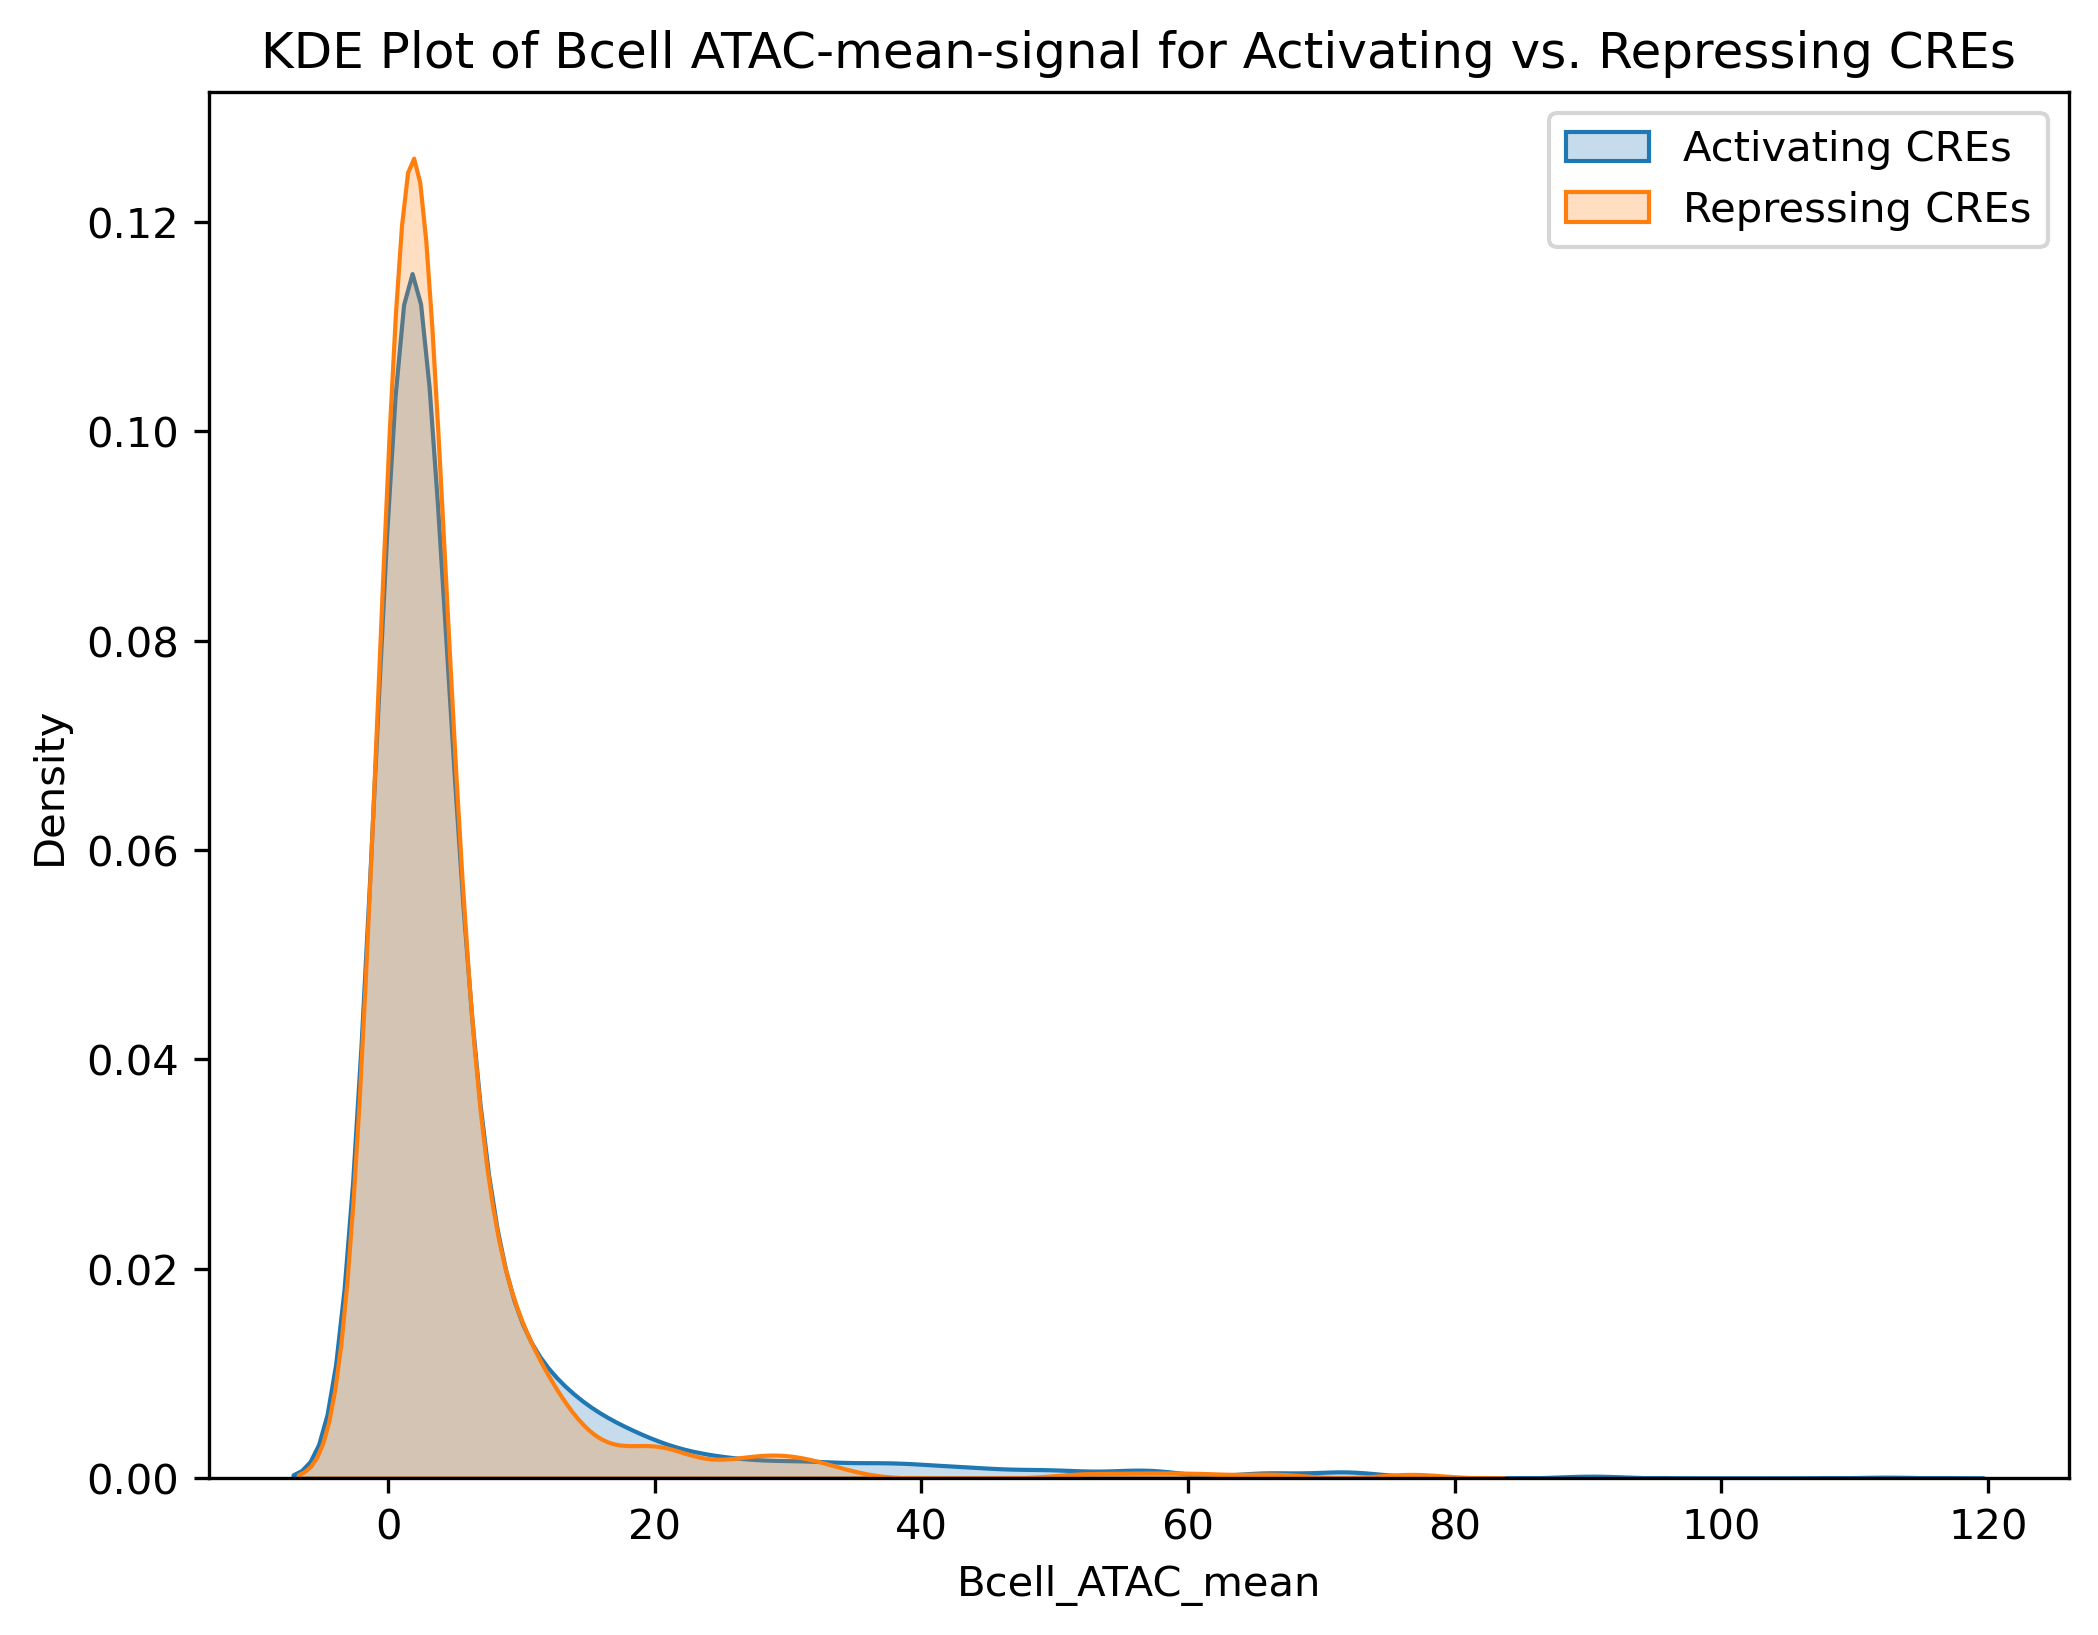 KDE Plot of Bcell ATAC-mean-signal for Activating vs. Repressing CREs
Activating CREs
Repressing CREs
0.12
0.10
0.08
0.06
0.04
0.02
0.00
Density
0 20 40 60 80 100 120
Bcell_ATAC_mean